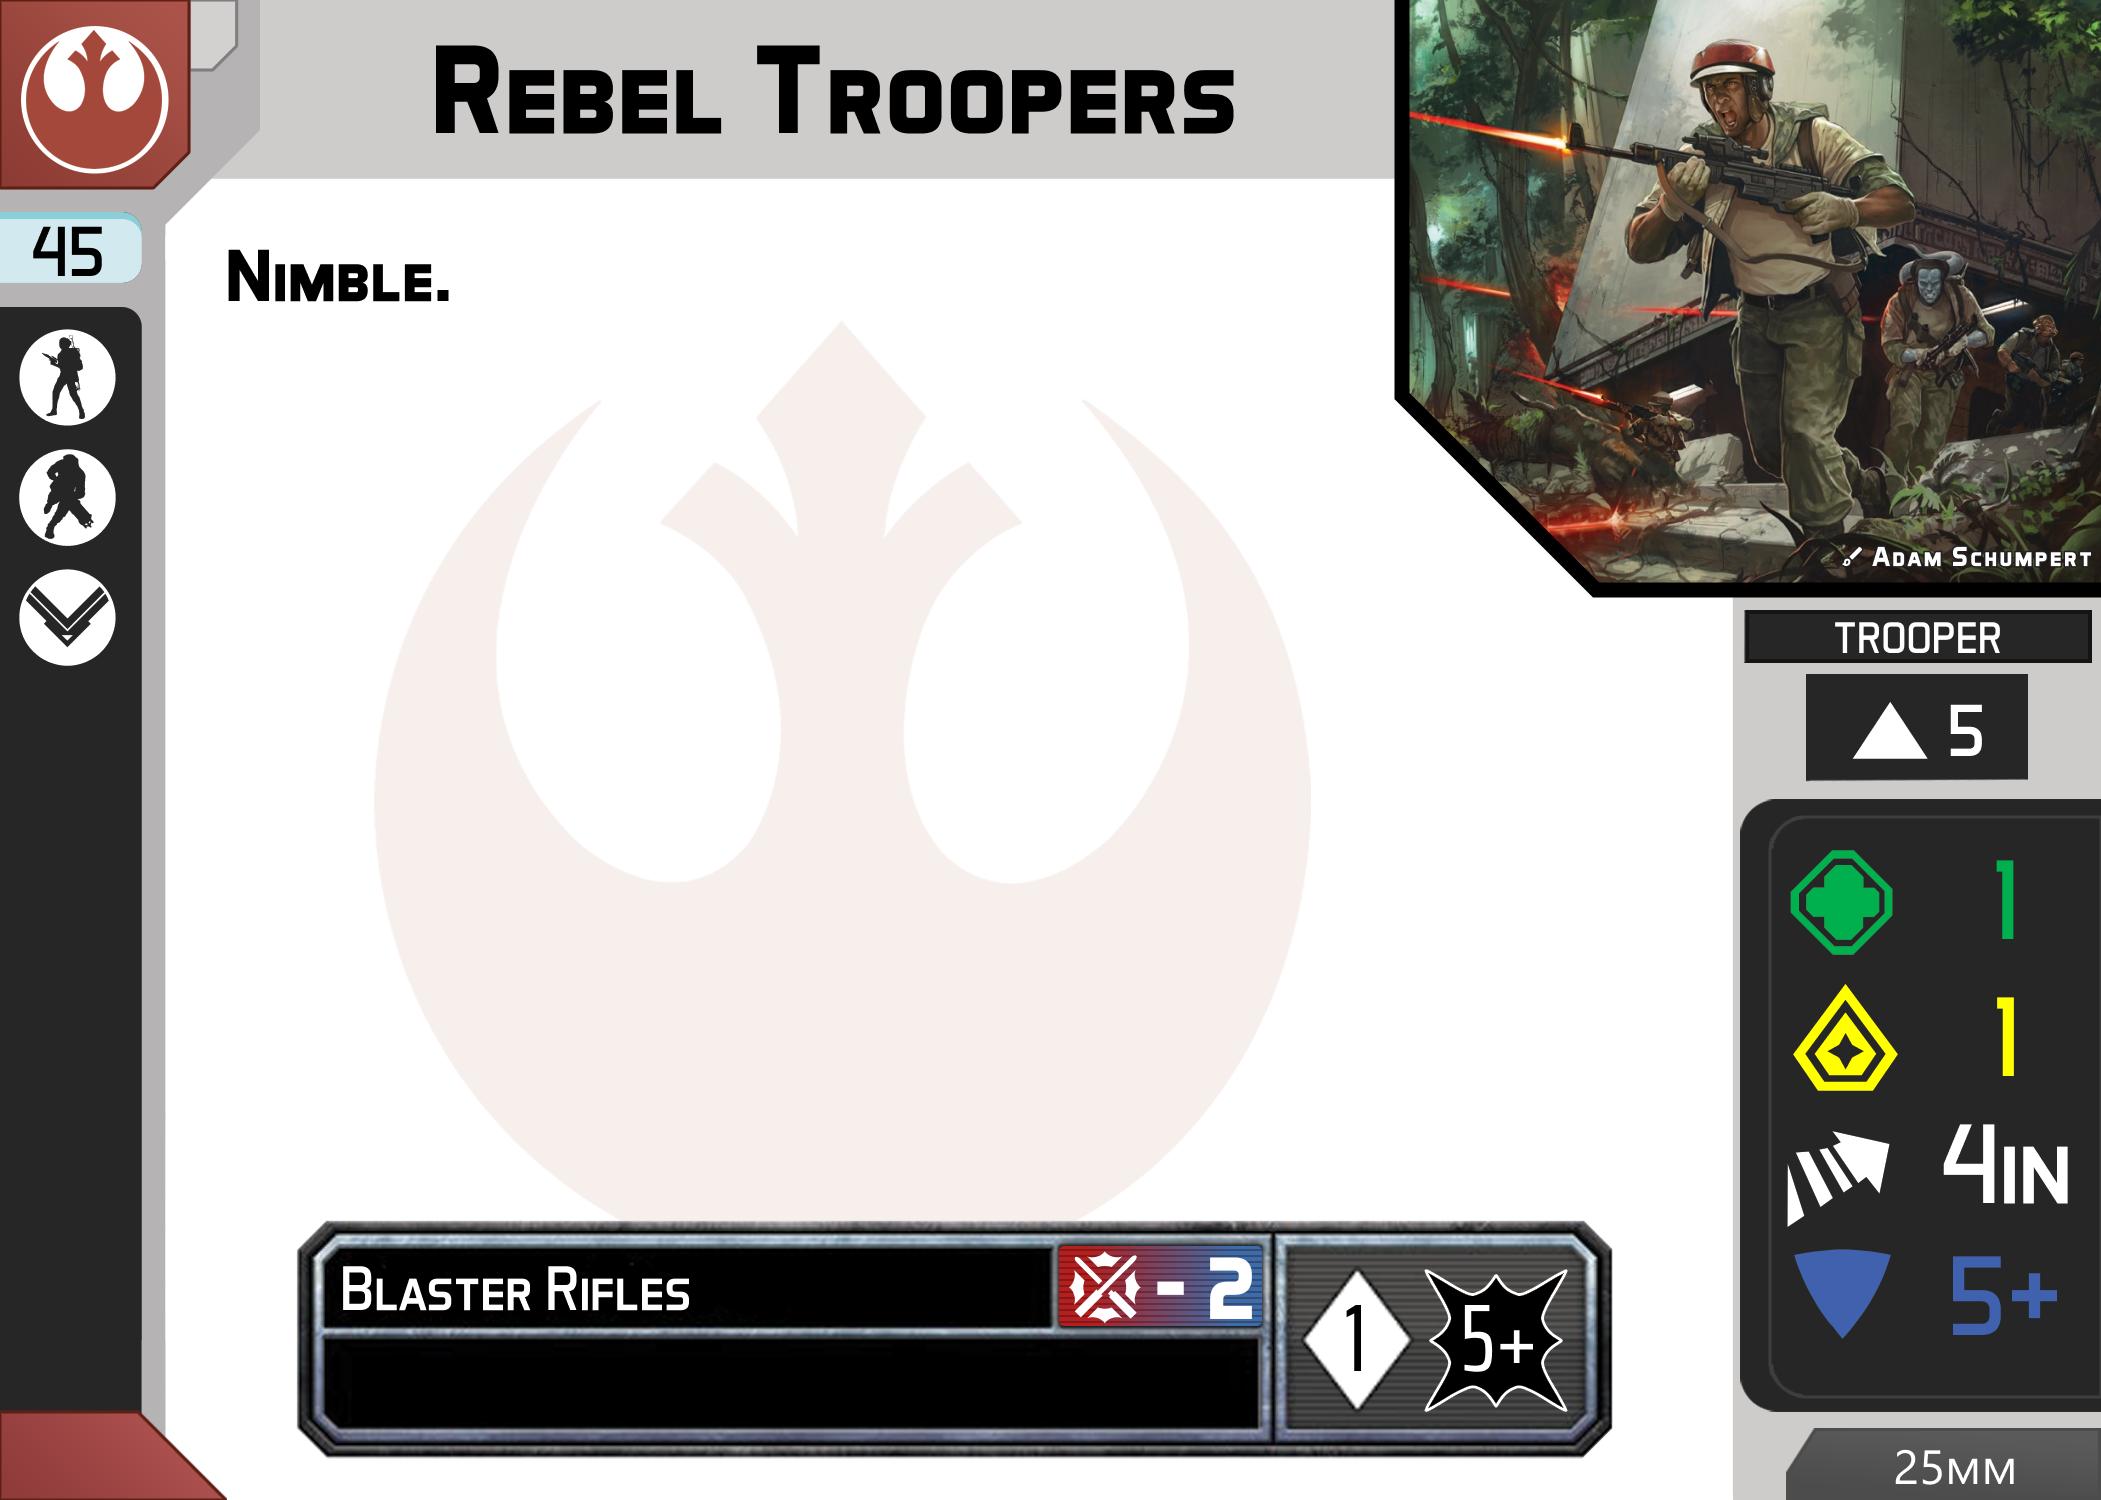 REBEL TROOPERS
45
NIMBLE.
ADAM SCHUMPERT
TROOPER
5
1
1
4IN
5+
BLASTER RIFLES
- 2
1
5+
25MM